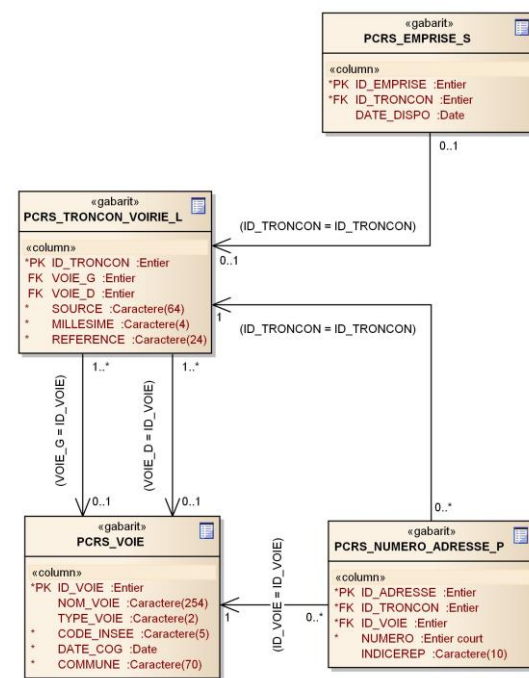 «gabarit»
PCRS_EMPRISE_S
«column»
*PK ID_EMPRISE :Entier
*FK ID_TRONCON :Entier
DATE_DISPO :Date
0..1
(ID_TRONCON = ID_TRONCON)
0..1
«gabarit»
PCRS_TRONCON_VOIRIE_L
«column»
*PK ID_TRONCON :Entier
FK VOIE_G :Entier
FK VOIE_D :Entier
* SOURCE :Caractere(64)
* MILLESIME :Caractere(4)
* REFERENCE :Caractere(24)
1
(ID_TRONCON = ID_TRONCON)
0..*
1..*
1..*
(VOIE_G = ID_VOIE)
(VOIE_D = ID_VOIE)
0..1
0..1
«gabarit»
PCRS_VOIE
«column»
*PK ID_VOIE :Entier
NOM_VOIE :Caractere(254)
TYPE_VOIE :Caractere(2)
* CODE_INSEE :Caractere(5)
* DATE_COG :Date
* COMMUNE :Caractere(70)
1
(ID_VOIE = ID_VOIE)
0..*
«gabarit»
PCRS_NUMERO_ADRESSE_P
«column»
*PK ID_ADRESSE :Entier
*FK ID_TRONCON :Entier
*FK ID_VOIE :Entier
* NUMERO :Entier court
INDICEREP :Caractere(10)